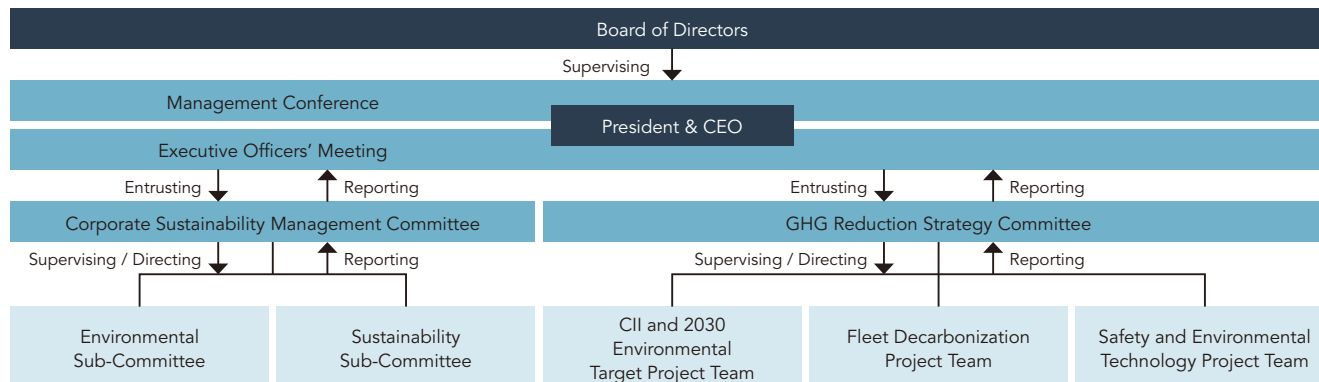 Board of Directors
Supervising
Management Conference
President & CEO
Executive Officers’ Meeting
Entrusting
Reporting
Entrusting
Reporting
Corporate Sustainability Management Committee
GHG Reduction Strategy Committee
Supervising / Directing
Reporting
Supervising / Directing
Reporting
Environmental
Sub-Committee
Sustainability
Sub-Committee
CII and 2030
Environmental
Target Project Team
Fleet Decarbonization
Project Team
Safety and Environmental
Technology Project Team